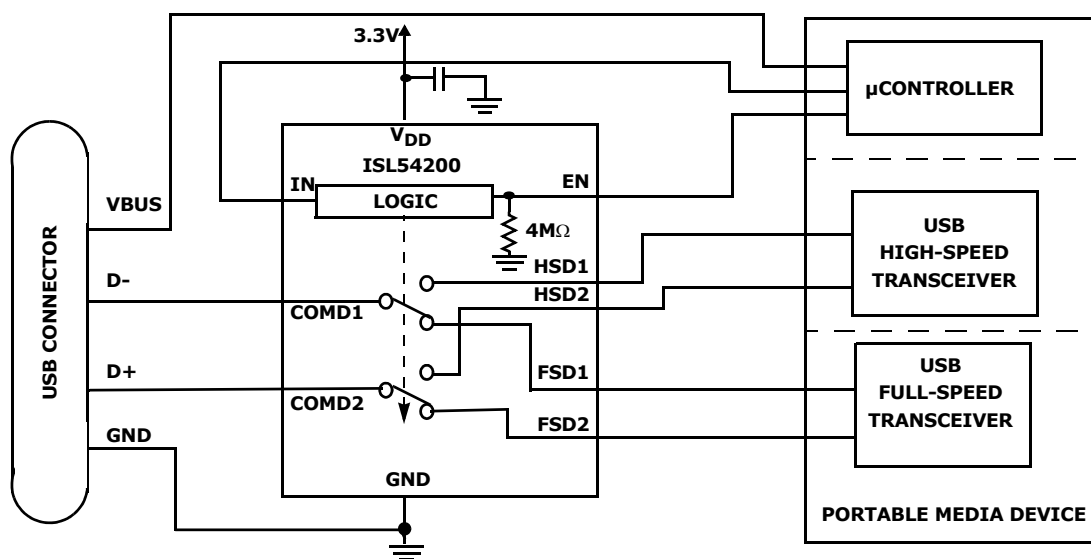 3.3V
µCONTROLLER
VDD
ISL54200
IN
EN
LOGIC
4MΩ
VBUS
USB
HIGH-SPEED
TRANSCEIVER
HSD1
HSD2
D-
COMD1
USB CONNECTOR
D+
COMD2
FSD1
FSD2
USB
FULL-SPEED
TRANSCEIVER
GND
GND
PORTABLE MEDIA DEVICE